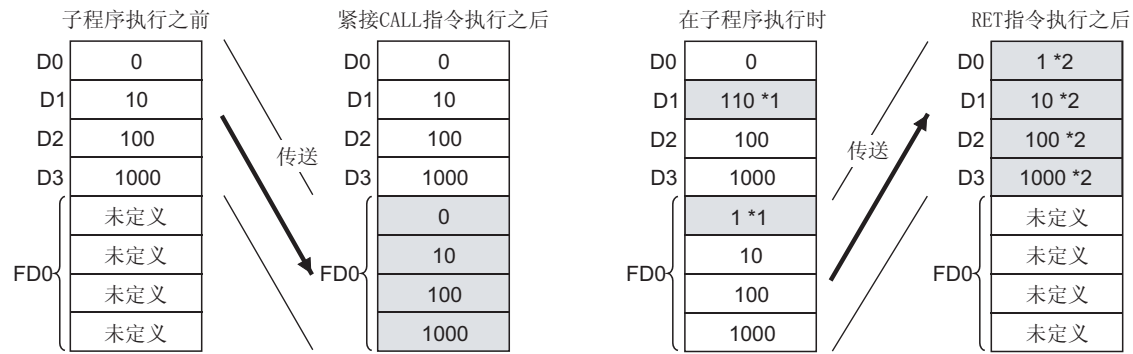 子程序执行之前
D0 0
D1 10
D2 100
D3 1000
FD0
未定义
未定义
未定义
未定义
传送
紧接CALL指令执行之后
D0 0
D1 10
D2 100
D3 1000
FD0
0
10
100
1000
在子程序执行时
D0 0
D1 110 *1
D2 100
D3 1000
FD0
1 *1
10
100
1000
传送
RET指令执行之后
D0 1 *2
D1 10 *2
D2 100 *2
D3 1000 *2
FD0
未定义
未定义
未定义
未定义